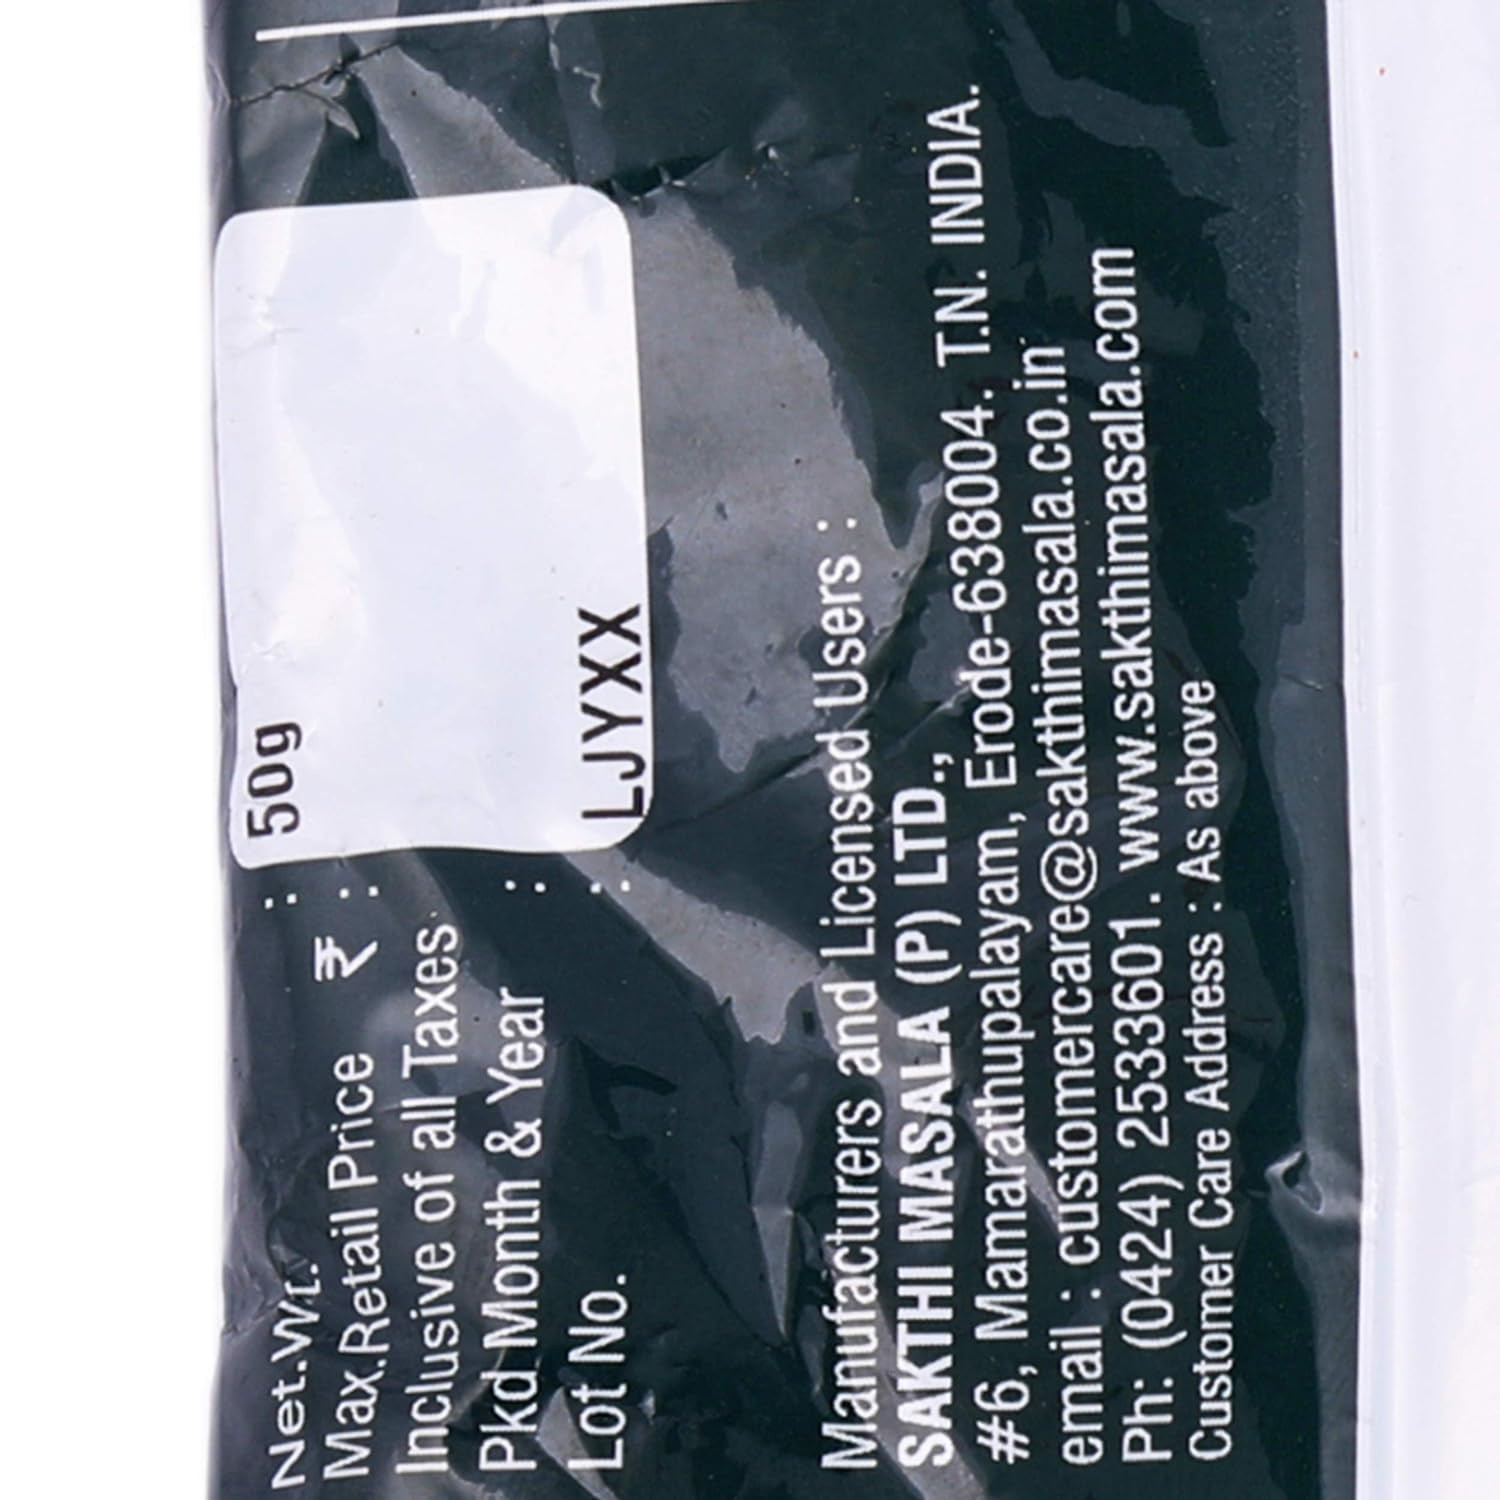 Net.Wt. : 50g
Max.Retail Price ₹ :
Inclusive of all Taxes
Pkd Month & Year :
Lot No. : LJYXX
Manufacturers and Licensed Users :
SAKTHI MASALA (P) LTD.,
#6, Mamarathupalayam, Erode-638004. T.N. INDIA.
email : customercare@sakthimasala.co.in
Ph: (0424) 2533601. www.sakthimasala.com
Customer Care Address : As above